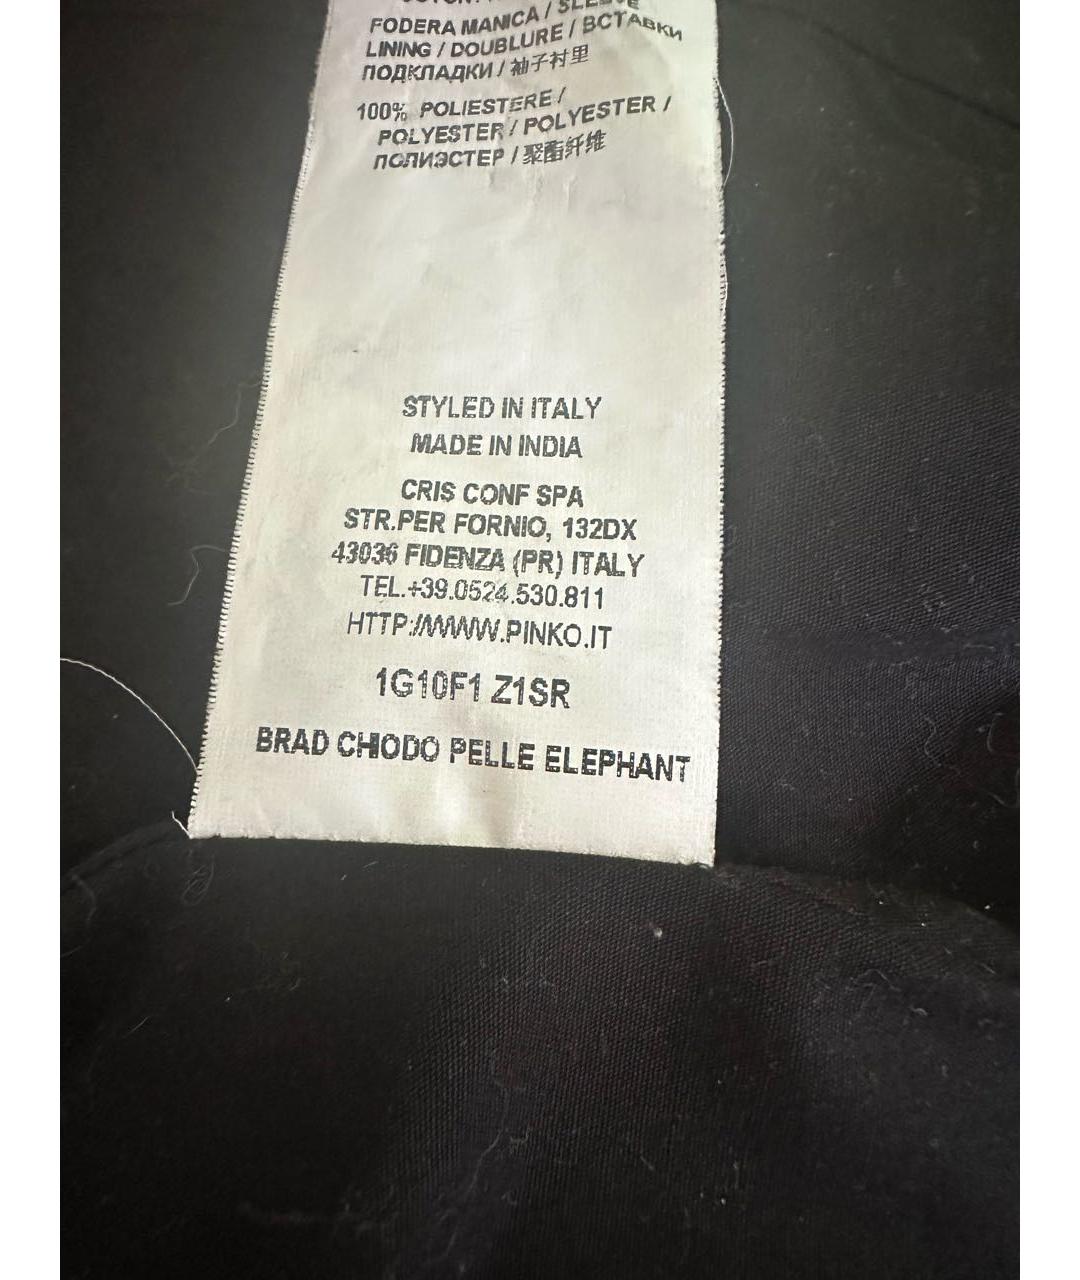 FODERA MANICA / SLEEVE
LINING / DOUBLURE / ВСТАВКИ
ПОДКЛАДКИ / 袖子衬里
100% POLIESTERE /
POLYESTER / POLYESTER /
ПОЛИЭСТЕР / 聚酯纤维
STYLED IN ITALY
MADE IN INDIA
CRIS CONF SPA
STR.PER FORNIO, 132DX
43036 FIDENZA (PR) ITALY
TEL.+39.0524.530.811
HTTP://WWW.PINKO.IT
1G10F1 Z1SR
BRAD CHIODO PELLE ELEPHANT